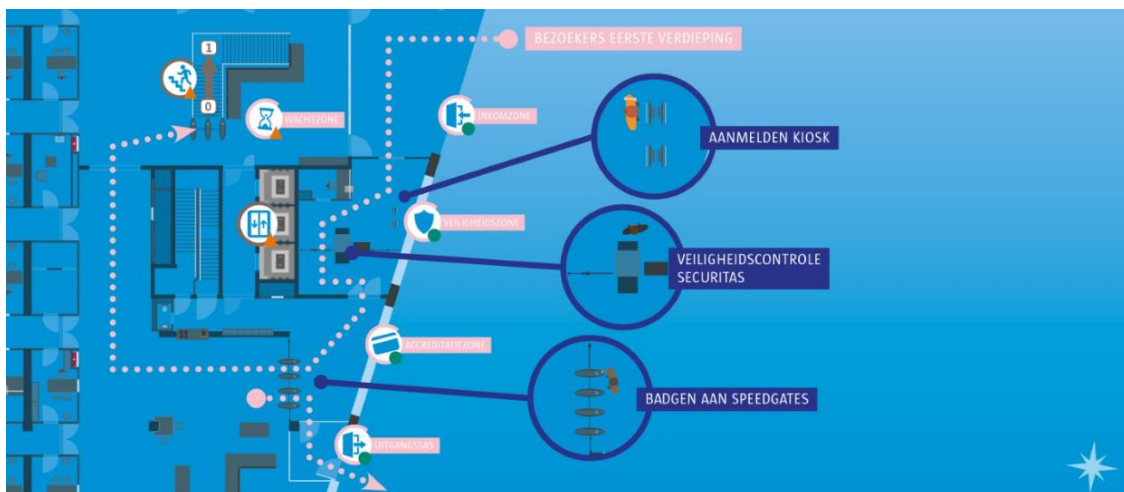 BEZOEKERS EERSTE VERDIEPING
1
0
WACHTZONE
INKOMZONE
AANMELDEN KIOSK
VEILIGHEIDSZONE
VEILIGHEIDSCONTROLE
SECURITAS
ACCREDITATIEZONE
BADGEN AAN SPEEDGATES
UITGANGSSAS